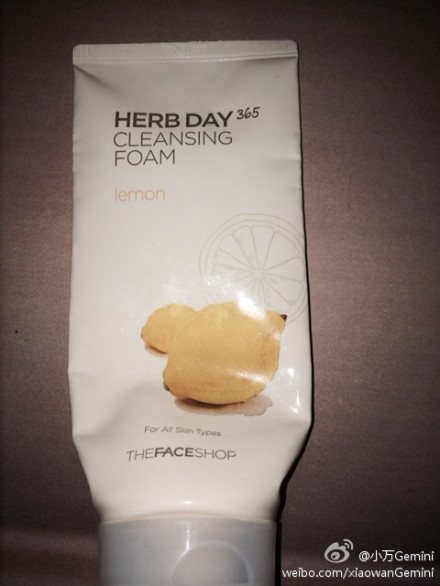 HERB DAY 365
CLEANSING
FOAM
lemon
For All Skin Types
THEFACESHOP
@小万Gemini
weibo.com/xiaowanGemini